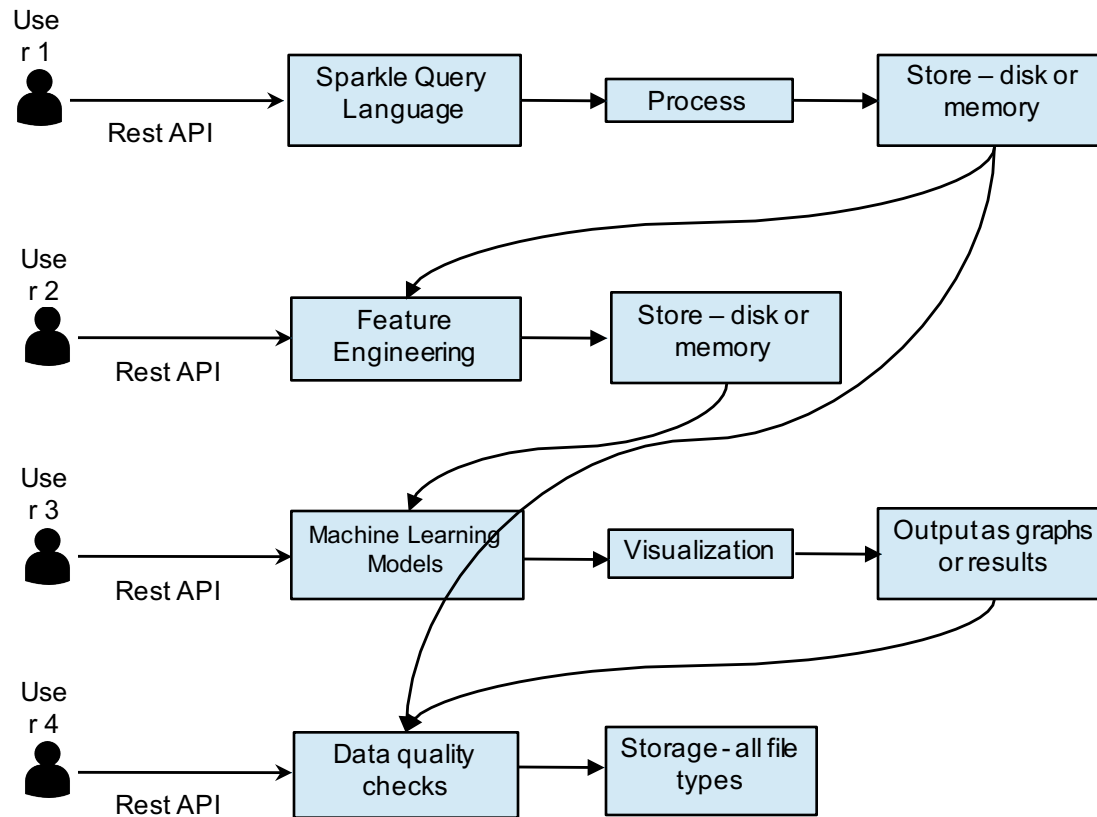 Use
r 1
Rest API
Sparkle Query
Language
Process
Store – disk or
memory
Use
r 2
Rest API
Feature
Engineering
Store – disk or
memory
Use
r 3
Rest API
Machine Learning
Models
Visualization
Output as graphs
or results
Use
r 4
Rest API
Data quality
checks
Storage - all file
types